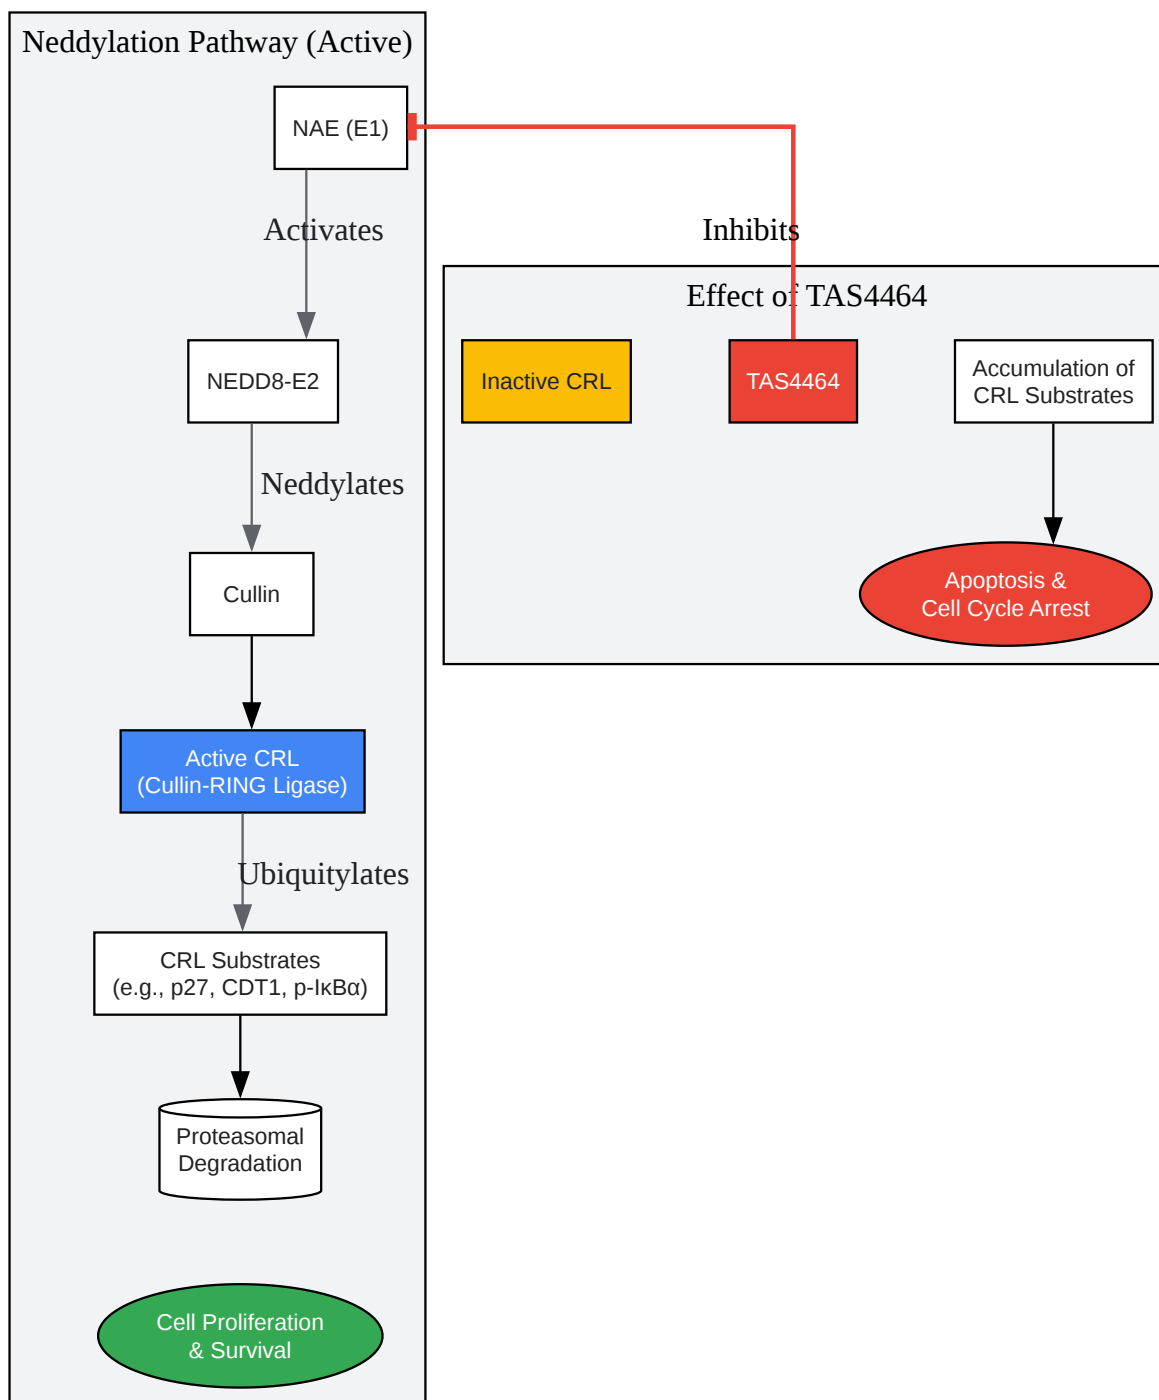 Neddylation Pathway (Active)
NAE (E1)
Activates
NEDD8-E2
Neddylates
Cullin
Active CRL
(Cullin-RING Ligase)
Ubiquitylates
CRL Substrates
(e.g., p27, CDT1, p-IκBα)
Proteasomal
Degradation
Cell Proliferation
& Survival
Inhibits
Effect of TAS4464
Inactive CRL
TAS4464
Accumulation of
CRL Substrates
Apoptosis &
Cell Cycle Arrest